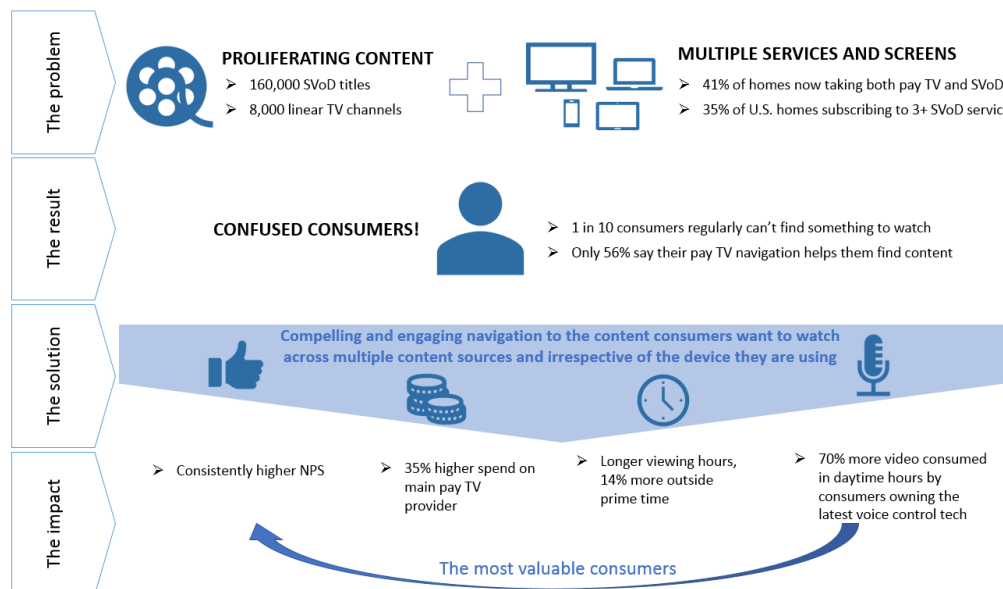 The problem
PROLIFERATING CONTENT
➢ 160,000 SVoD titles
➢ 8,000 linear TV channels
MULTIPLE SERVICES AND SCREENS
➢ 41% of homes now taking both pay TV and SVoD
➢ 35% of U.S. homes subscribing to 3+ SVoD servic
The result
CONFUSED CONSUMERS!
➢ 1 in 10 consumers regularly can't find something to watch
➢ Only 56% say their pay TV navigation helps them find content
The solution
Compelling and engaging navigation to the content consumers want to watch
across multiple content sources and irrespective of the device they are using
The impact
➢ Consistently higher NPS
➢ 35% higher spend on
main pay TV
provider
➢ Longer viewing hours,
14% more outside
prime time
➢ 70% more video consumed
in daytime hours by
consumers owning the
latest voice control tech
The most valuable consumers